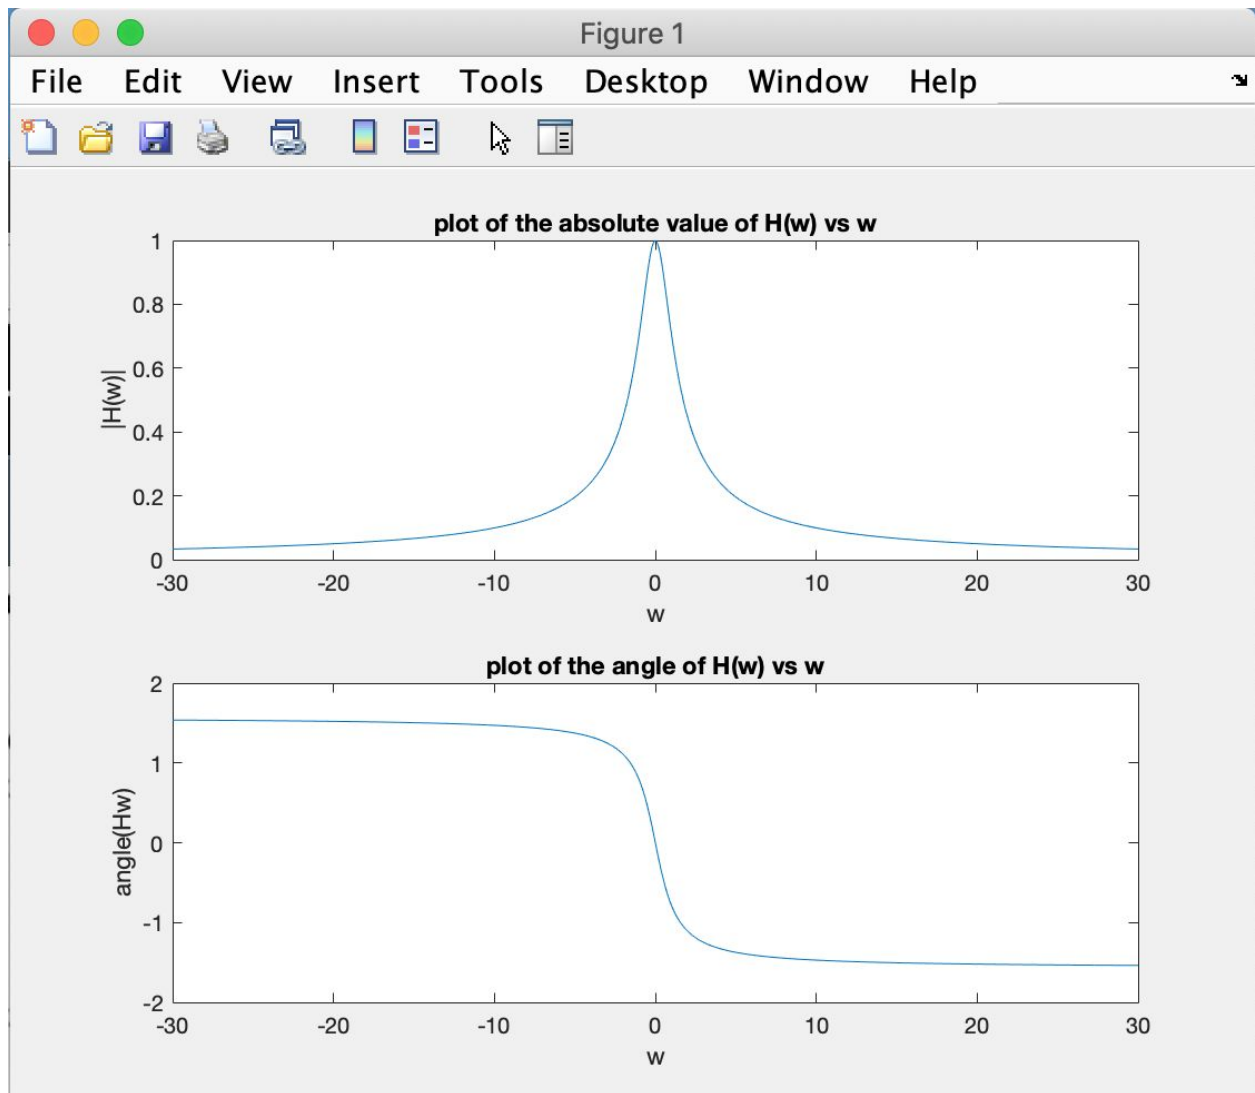 Figure 1
File Edit View Insert Tools Desktop Window Help
plot of the absolute value of H(w) vs w
1
0.8
0.6
0.4
0.2
0
|H(w)|
-30 -20 -10 0 10 20 30
w
plot of the angle of H(w) vs w
2
1
0
-1
-2
angle(Hw)
-30 -20 -10 0 10 20 30
w